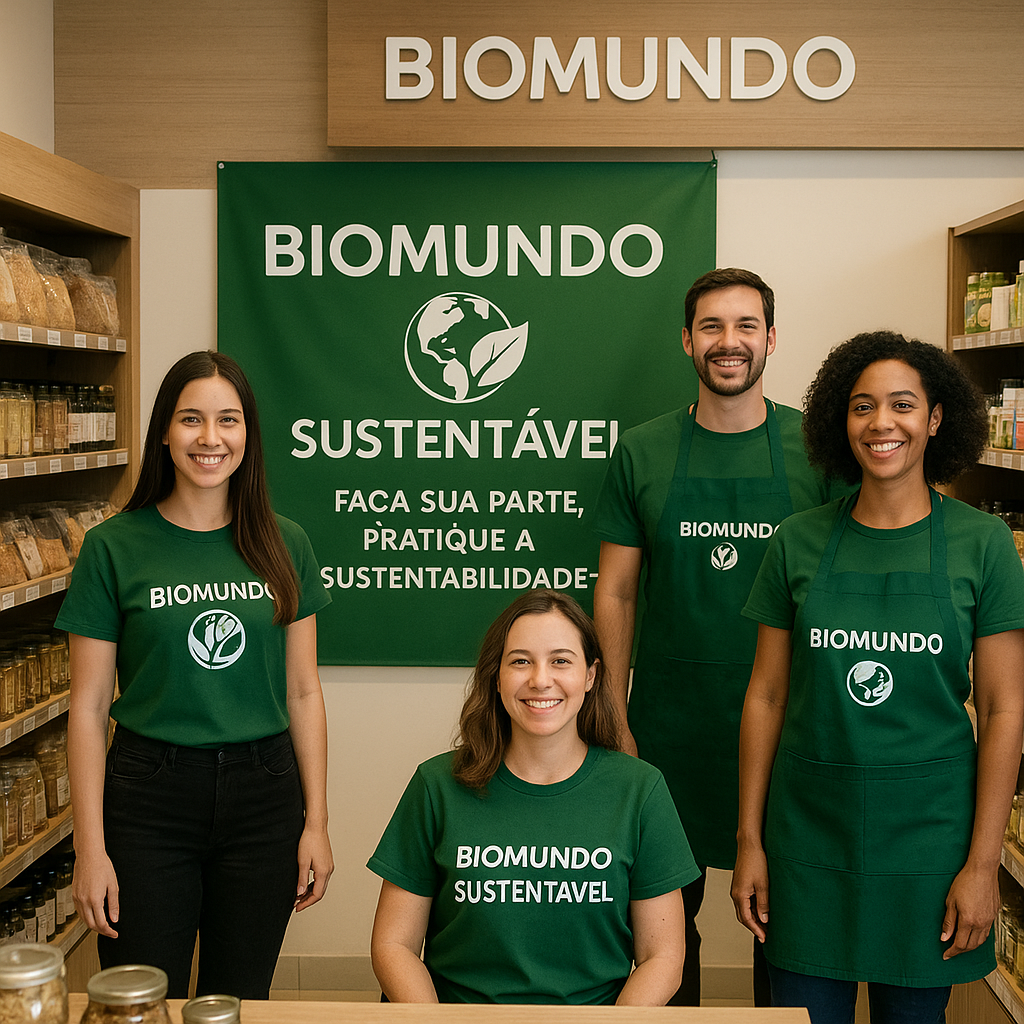 BIOMUNDO
BIOMUNDO
SUSTENTÁVEL
FACA SUA PARTE,
PRATIQUE A
SUSTENTABILIDADE-
BIOMUNDO
BIOMUNDO
BIOMUNDO
BIOMUNDO
SUSTENTAVEL